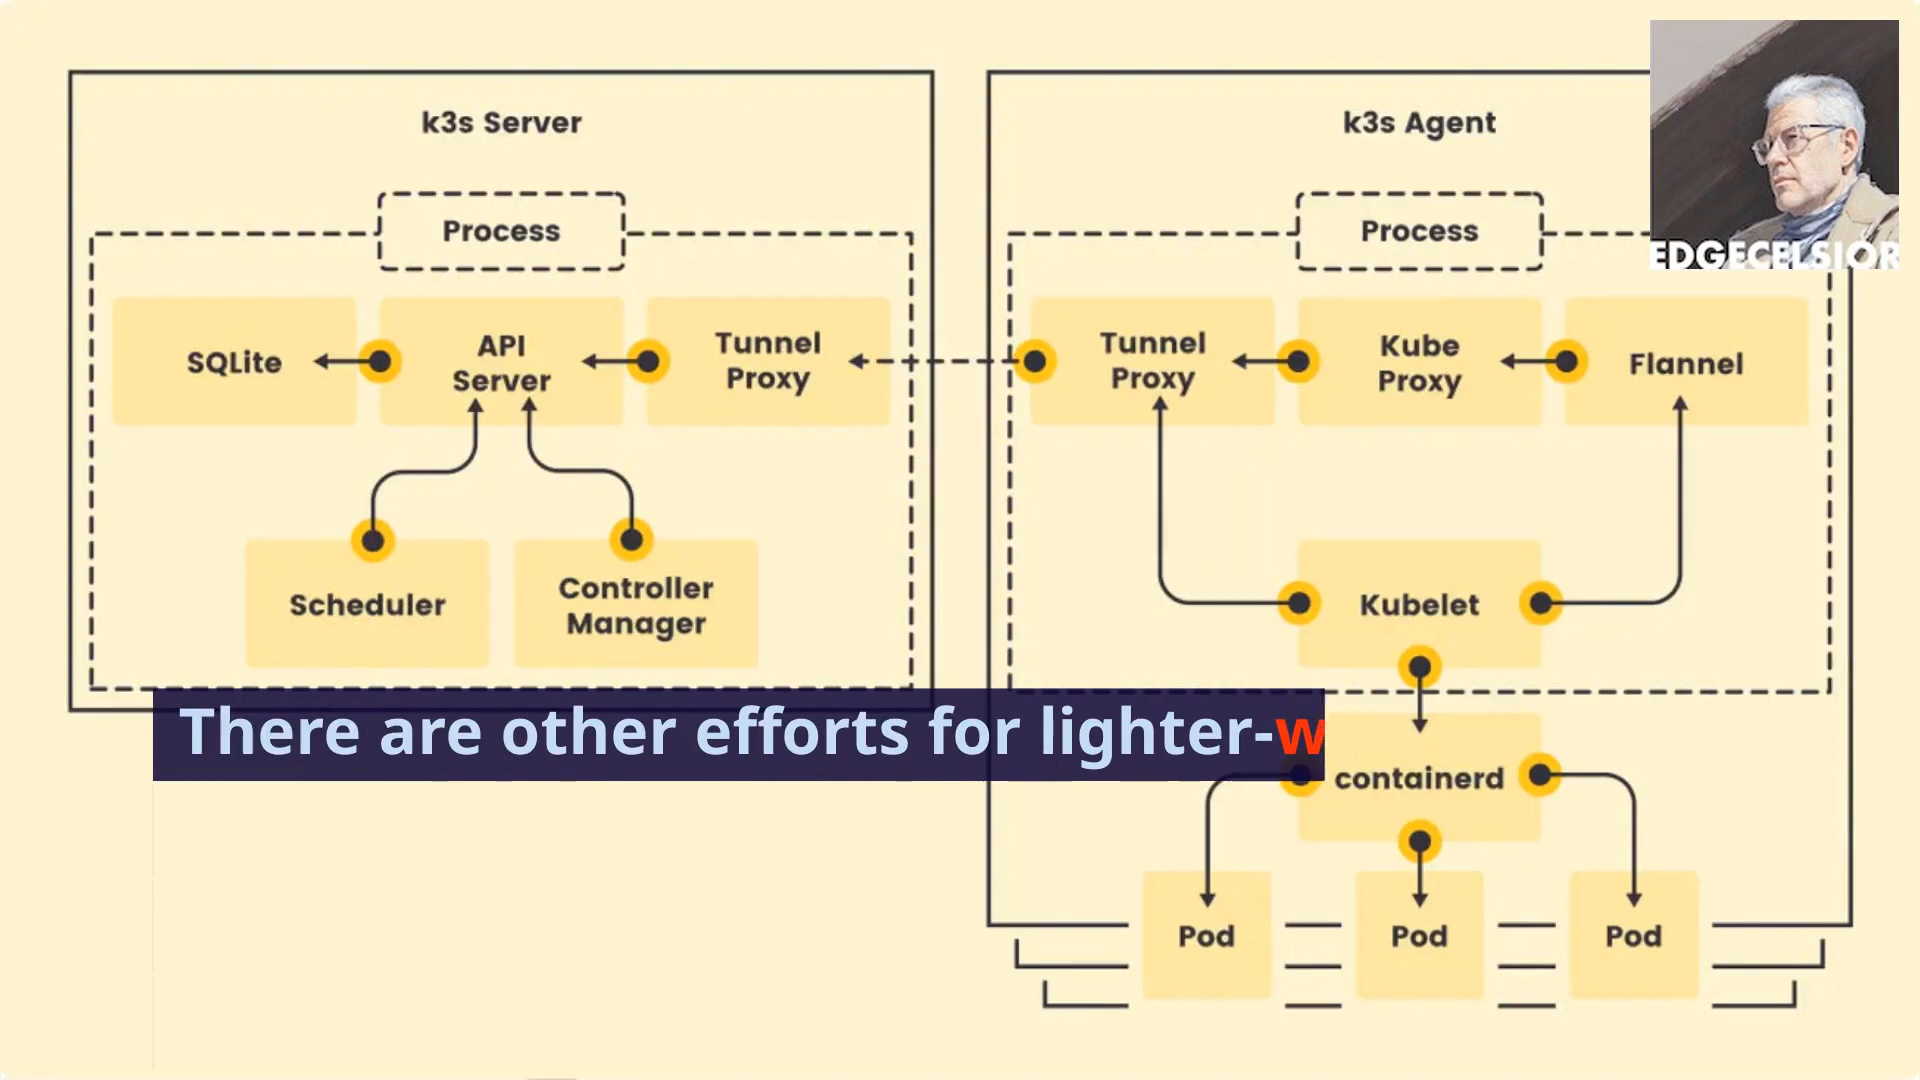 k3s Server
k3s Agent
EDGECELSIOR
Process
Process
SQLite
API
Server
Tunnel
Proxy
Tunnel
Proxy
Kube
Proxy
Flannel
Scheduler
Controller
Manager
Kubelet
There are other efforts for lighter-w
containerd
Pod
Pod
Pod